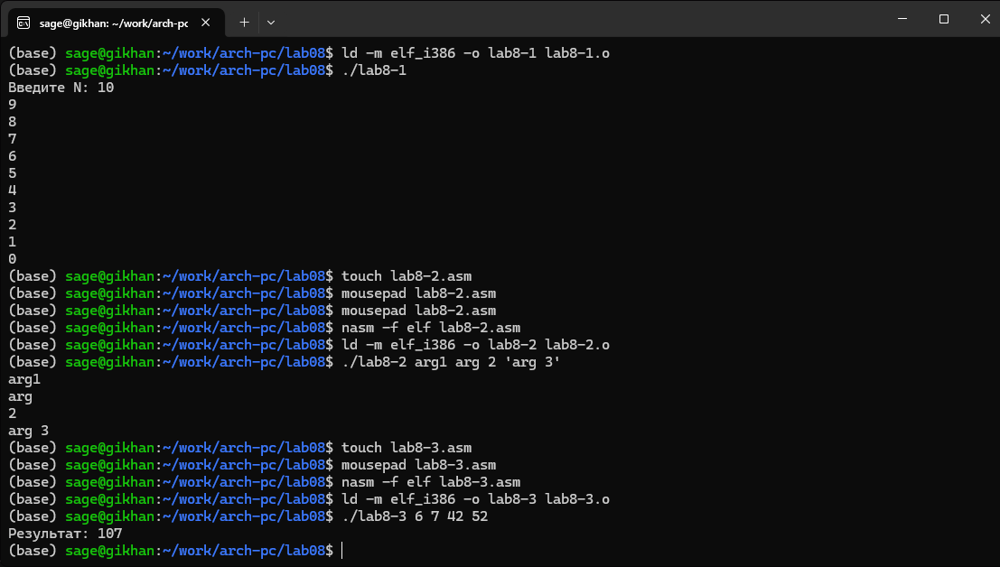 sage@gikhan: ~/work/arch-pc
(base) sage@gikhan:~/work/arch-pc/lab08$ ld -m elf_i386 -o lab8-1 lab8-1.o
(base) sage@gikhan:~/work/arch-pc/lab08$ ./lab8-1
Введите N: 10
9
8
7
6
5
4
3
2
1
0
(base) sage@gikhan:~/work/arch-pc/lab08$ touch lab8-2.asm
(base) sage@gikhan:~/work/arch-pc/lab08$ mousepad lab8-2.asm
(base) sage@gikhan:~/work/arch-pc/lab08$ mousepad lab8-2.asm
(base) sage@gikhan:~/work/arch-pc/lab08$ nasm -f elf lab8-2.asm
(base) sage@gikhan:~/work/arch-pc/lab08$ ld -m elf_i386 -o lab8-2 lab8-2.o
(base) sage@gikhan:~/work/arch-pc/lab08$ ./lab8-2 arg1 arg 2 'arg 3'
arg1
arg
2
arg 3
(base) sage@gikhan:~/work/arch-pc/lab08$ touch lab8-3.asm
(base) sage@gikhan:~/work/arch-pc/lab08$ mousepad lab8-3.asm
(base) sage@gikhan:~/work/arch-pc/lab08$ nasm -f elf lab8-3.asm
(base) sage@gikhan:~/work/arch-pc/lab08$ ld -m elf_i386 -o lab8-3 lab8-3.o
(base) sage@gikhan:~/work/arch-pc/lab08$ ./lab8-3 6 7 42 52
Результат: 107
(base) sage@gikhan:~/work/arch-pc/lab08$